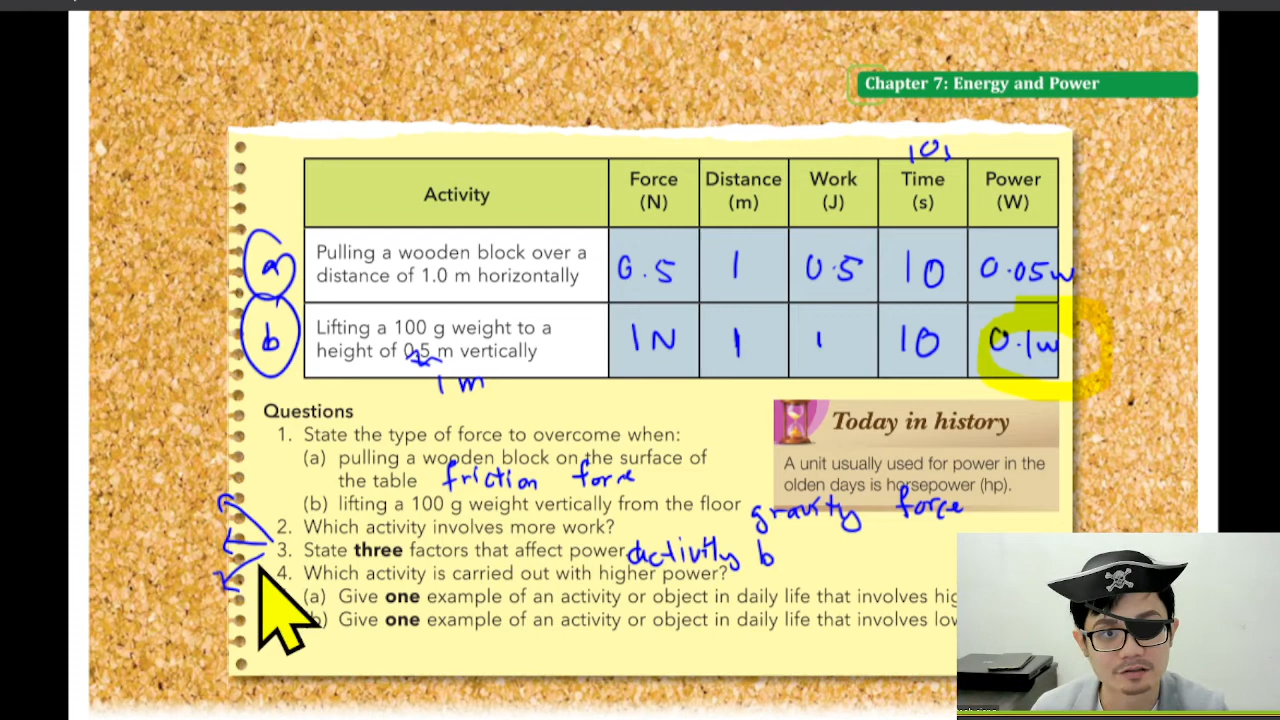 Chapter 7: Energy and Power
10s
Activity Force (N) Distance (m) Work (J) Time (s) Power (W)
a Pulling a wooden block over a distance of 1.0 m horizontally 0.5 1 0.5 10 0.05w
b Lifting a 100 g weight to a height of 0.5 m vertically 1N 1 1 10 0.1w
1 m
Questions
1. State the type of force to overcome when:
(a) pulling a wooden block on the surface of
the table friction force
(b) lifting a 100 g weight vertically from the floor gravity force
2. Which activity involves more work?
3. State three factors that affect power. activity b
4. Which activity is carried out with higher power?
(a) Give one example of an activity or object in daily life that involves
b) Give one example of an activity or object in daily life that involves
Today in history
A unit usually used for power in the
olden days is horsepower (hp).